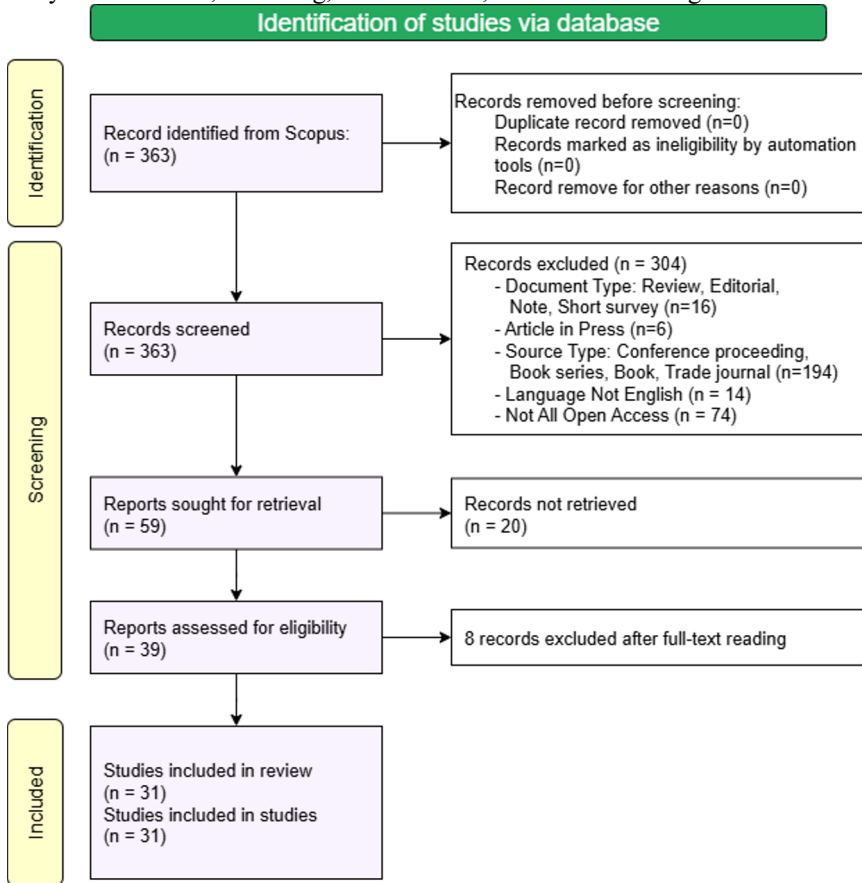 Identification of studies via database
Identification
Record identified from Scopus:
(n = 363)
Records removed before screening:
Duplicate record removed (n=0)
Records marked as ineligibility by automation
tools (n=0)
Record remove for other reasons (n=0)
Screening
Records screened
(n = 363)
Records excluded (n = 304)
- Document Type: Review, Editorial,
Note, Short survey (n=16)
- Article in Press (n=6)
- Source Type: Conference proceeding,
Book series, Book, Trade journal (n=194)
- Language Not English (n = 14)
- Not All Open Access (n = 74)
Reports sought for retrieval
(n = 59)
Records not retrieved
(n = 20)
Reports assessed for eligibility
(n = 39)
8 records excluded after full-text reading
Included
Studies included in review
(n = 31)
Studies included in studies
(n = 31)